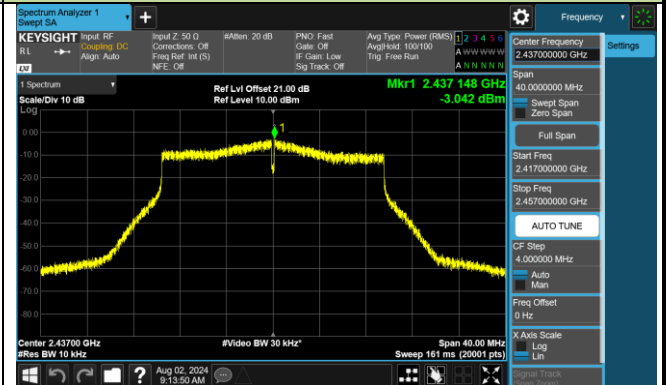 Spectrum Analyzer 1
Swept SA
Frequency
KEYSIGHT
RL
Input: RF
Coupling: DC
Align: Auto
Input Z: 50 Ω
Corrections: Off
Freq Ref: Int (S)
NFE: Off
#Atten: 20 dB
PNO: Fast
Gate: Off
IF Gain: Low
Sig Track: Off
Avg Type: Power (RMS)
Avg|Hold: 100/100
Trig: Free Run
1 2 3 4 5 6
A W W W W W
A N N N N N
Center Frequency
2.437000000 GHz
Settings
Span
40.0000000 MHz
Swept Span
Zero Span
Full Span
Start Freq
2.417000000 GHz
Stop Freq
2.457000000 GHz
AUTO TUNE
CF Step
4.000000 MHz
Auto
Man
Freq Offset
0 Hz
X Axis Scale
Log
Lin
Signal Track
1 Spectrum
Scale/Div 10 dB
Ref Lvl Offset 21.00 dB
Ref Level 10.00 dBm
Mkr1 2.437 148 GHz
-3.042 dBm
Log
0.00
-10.0
-20.0
-30.0
-40.0
-50.0
-60.0
-70.0
-80.0
1
Center 2.43700 GHz
#Res BW 10 kHz
#Video BW 30 kHz*
Span 40.00 MHz
Sweep 161 ms (20001 pts)
Aug 02, 2024
9:13:50 AM